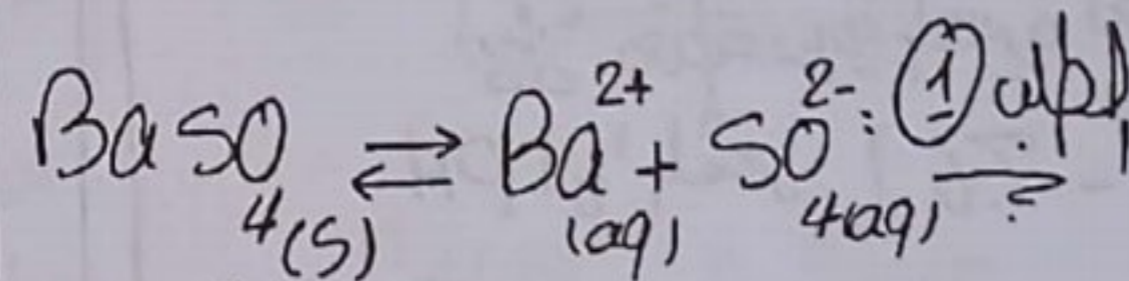 BaSO₄(s) ⇌ Ba²⁺(aq) + SO₄²⁻(aq) : ①